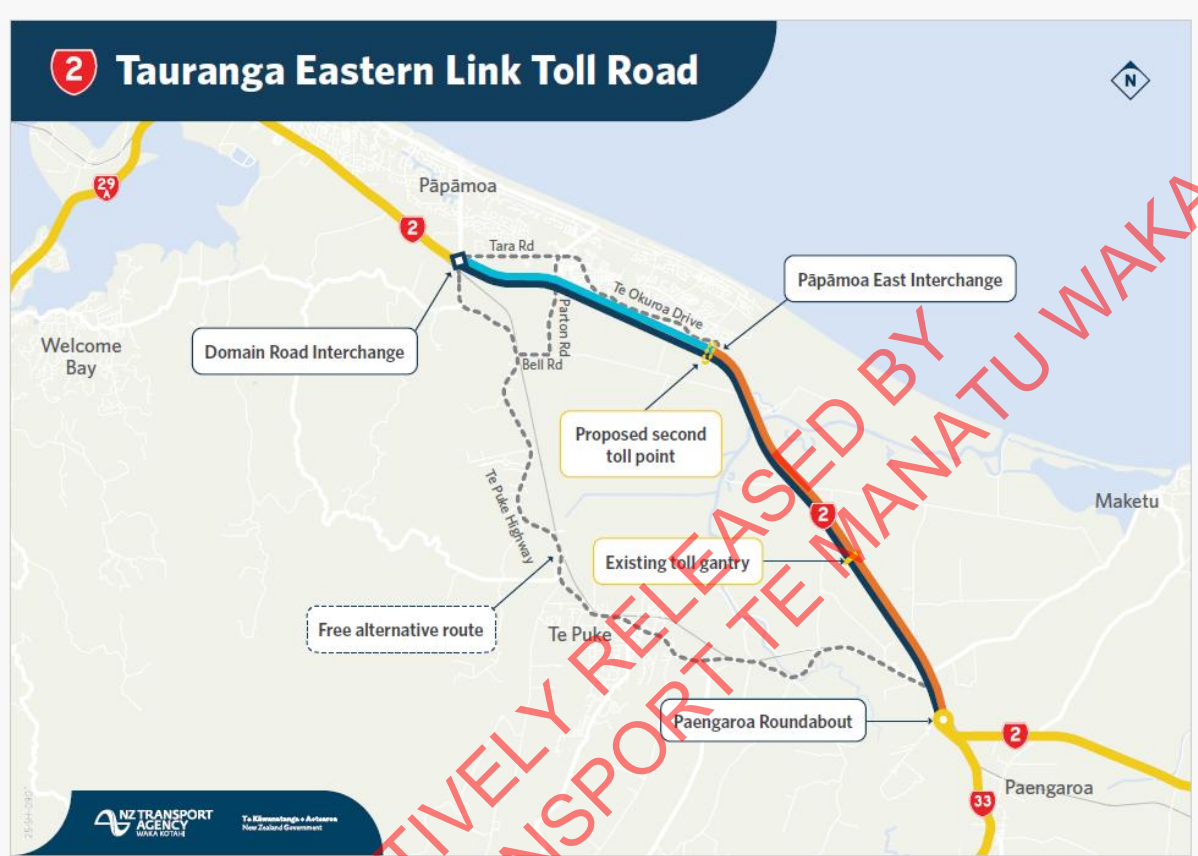 2 Tauranga Eastern Link Toll Road
N
29
A
Pāpāmoa
2
Tara Rd
Pāpāmoa East Interchange
Te Okuroa Drive
Parton Rd
Welcome
Bay
Domain Road Interchange
Bell Rd
Proposed second
toll point
Te Puke Highway
Maketu
2
Existing toll gantry
Free alternative route
Te Puke
Paengaroa Roundabout
2
Paengaroa
33
NZ TRANSPORT
AGENCY
WAKA KOTAHI
Te Kāwanatanga o Aotearoa
New Zealand Government
TIVELY RELEASED BY
NSPORT TE MANATU WAKA